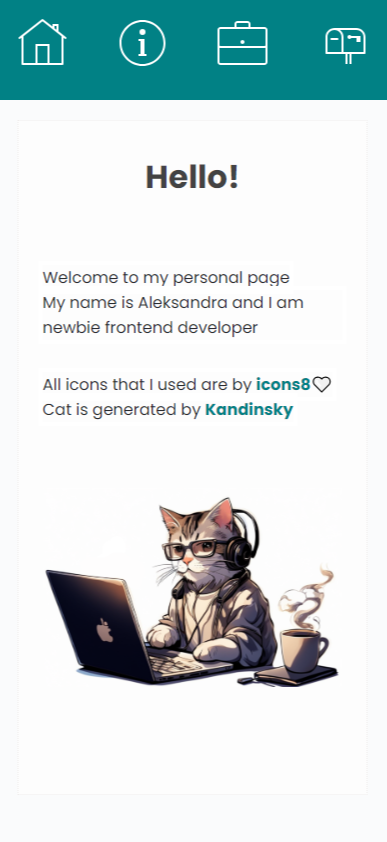 Hello!
Welcome to my personal page
My name is Aleksandra and I am
newbie frontend developer
All icons that I used are by icons8
Cat is generated by Kandinsky